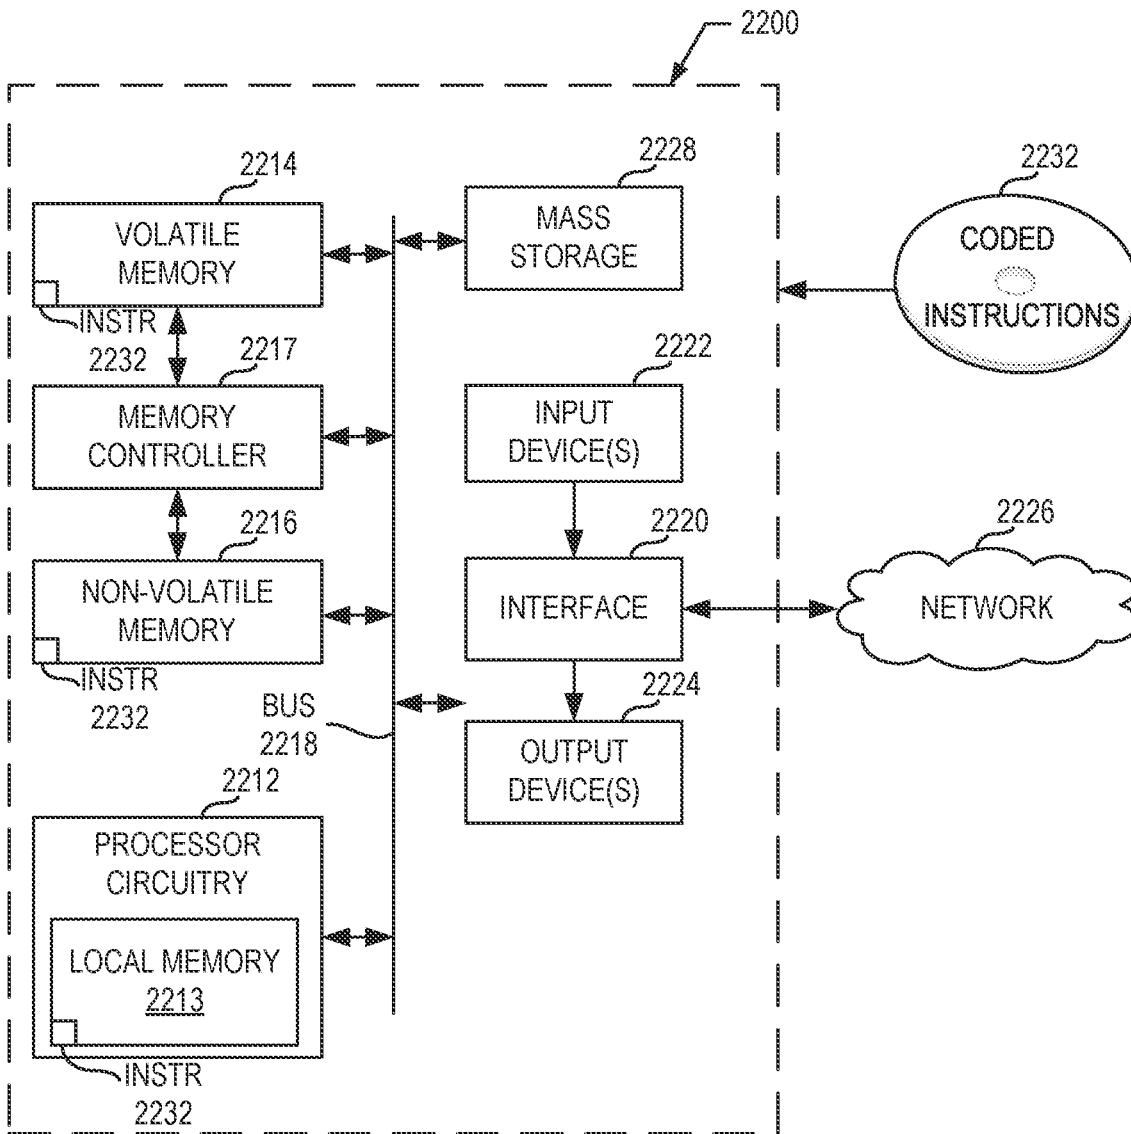 2200
2214
VOLATILE
MEMORY
INSTR
2232
2217
MEMORY
CONTROLLER
2216
NON-VOLATILE
MEMORY
INSTR
2232
BUS
2218
2212
PROCESSOR
CIRCUITRY
LOCAL MEMORY
2213
INSTR
2232
2228
MASS
STORAGE
2222
INPUT
DEVICE(S)
2220
INTERFACE
2224
OUTPUT
DEVICE(S)
2232
CODED
INSTRUCTIONS
2226
NETWORK